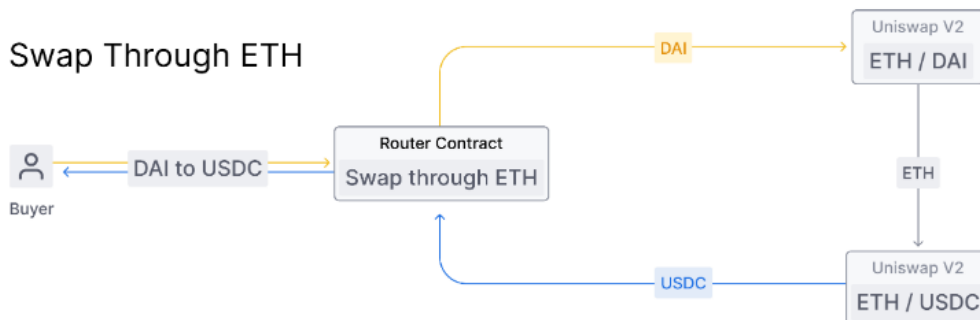 Swap Through ETH
DAI
Uniswap V2
ETH / DAI
Router Contract
Swap through ETH
DAI to USDC
Buyer
ETH
USDC
Uniswap V2
ETH / USDC